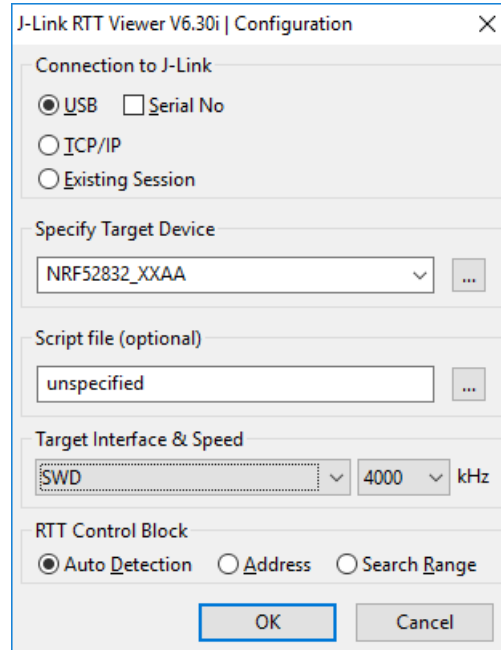 J-Link RTT Viewer V6.30i | Configuration
Connection to J-Link
USB Serial No
TCP/IP
Existing Session
Specify Target Device
NRF52832_XXAA
...
Script file (optional)
unspecified
...
Target Interface & Speed
SWD 4000 kHz
RTT Control Block
Auto Detection Address Search Range
OK Cancel